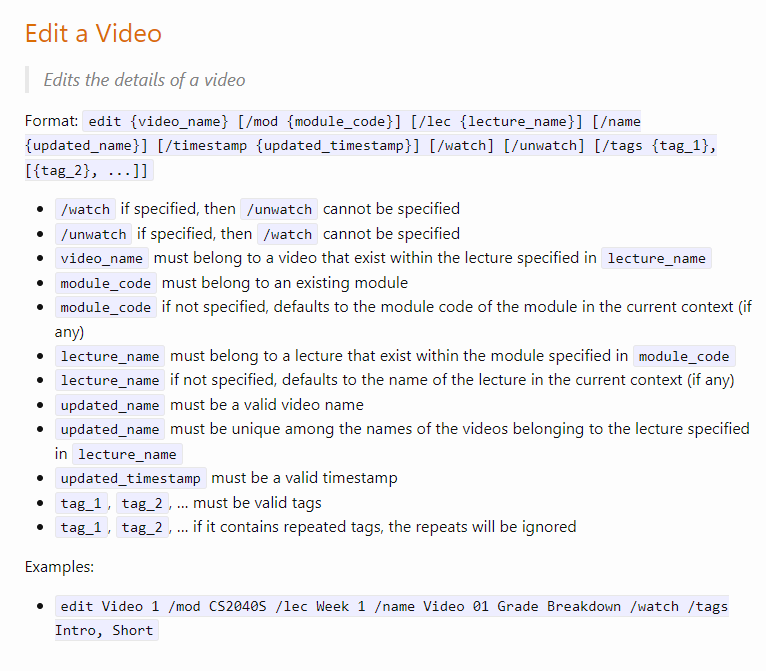 Edit a Video
Edits the details of a video
Format: edit {video_name} [/mod {module_code}] [/lec {lecture_name}] [/name
{updated_name}] [/timestamp {updated_timestamp}] [/watch] [/unwatch] [/tags {tag_1},
[{tag_2}, ...]]
• /watch if specified, then /unwatch cannot be specified
• /unwatch if specified, then /watch cannot be specified
• video_name must belong to a video that exist within the lecture specified in lecture_name
• module_code must belong to an existing module
• module_code if not specified, defaults to the module code of the module in the current context (if
any)
• lecture_name must belong to a lecture that exist within the module specified in module_code
• lecture_name if not specified, defaults to the name of the lecture in the current context (if any)
• updated_name must be a valid video name
• updated_name must be unique among the names of the videos belonging to the lecture specified
in lecture_name
• updated_timestamp must be a valid timestamp
• tag_1, tag_2, ... must be valid tags
• tag_1, tag_2, ... if it contains repeated tags, the repeats will be ignored
Examples:
• edit Video 1 /mod CS2040S /lec Week 1 /name Video 01 Grade Breakdown /watch /tags
Intro, Short